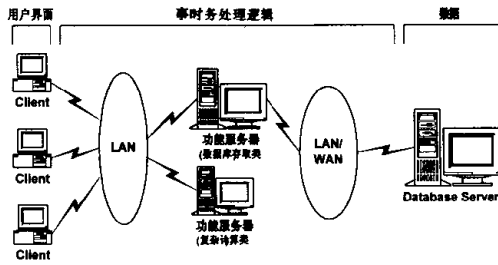 用户界面
事时务处理逻辑
数据
Client
Client
Client
LAN
功能服务器
(数据库存取类
功能服务器
(复杂计算类)
LAN/
WAN
Database Server